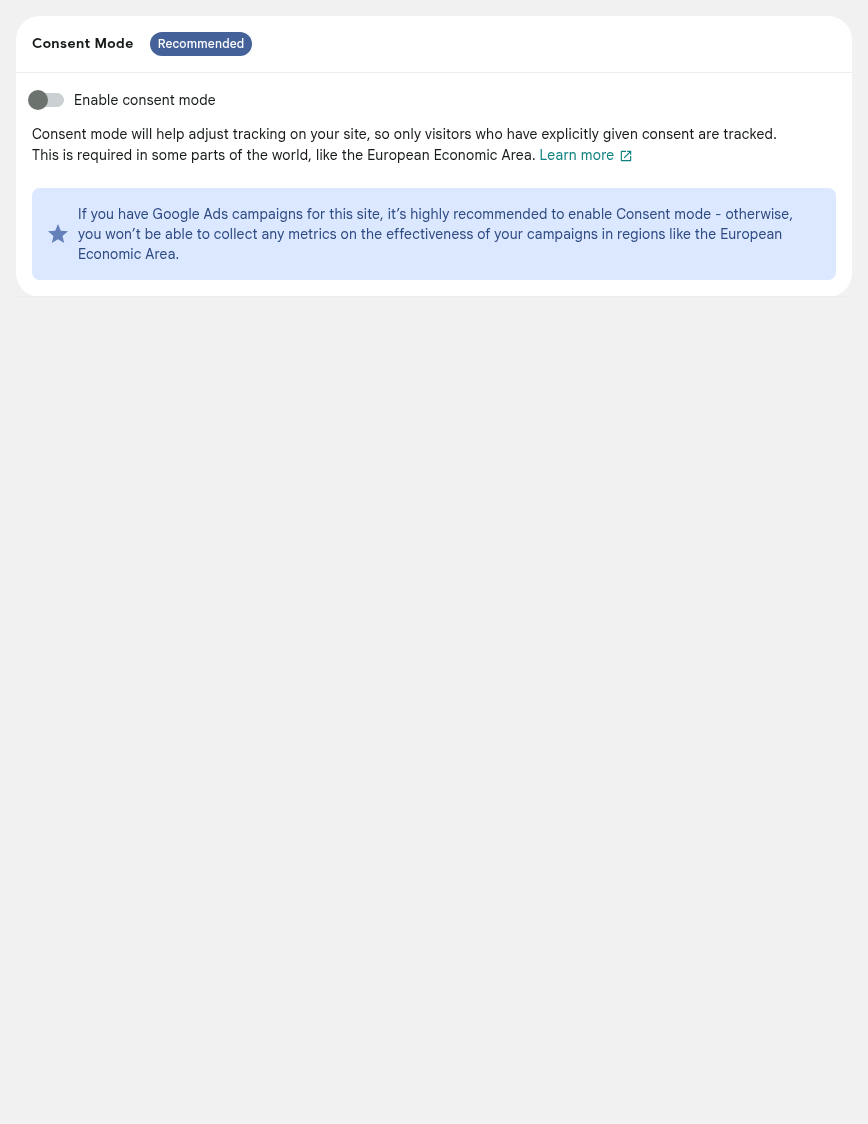 Consent Mode
Recommended
Enable consent mode
Consent mode will help adjust tracking on your site, so only visitors who have explicitly given consent are tracked.
This is required in some parts of the world, like the European Economic Area. Learn more
If you have Google Ads campaigns for this site, it’s highly recommended to enable Consent mode - otherwise,
you won’t be able to collect any metrics on the effectiveness of your campaigns in regions like the European
Economic Area.